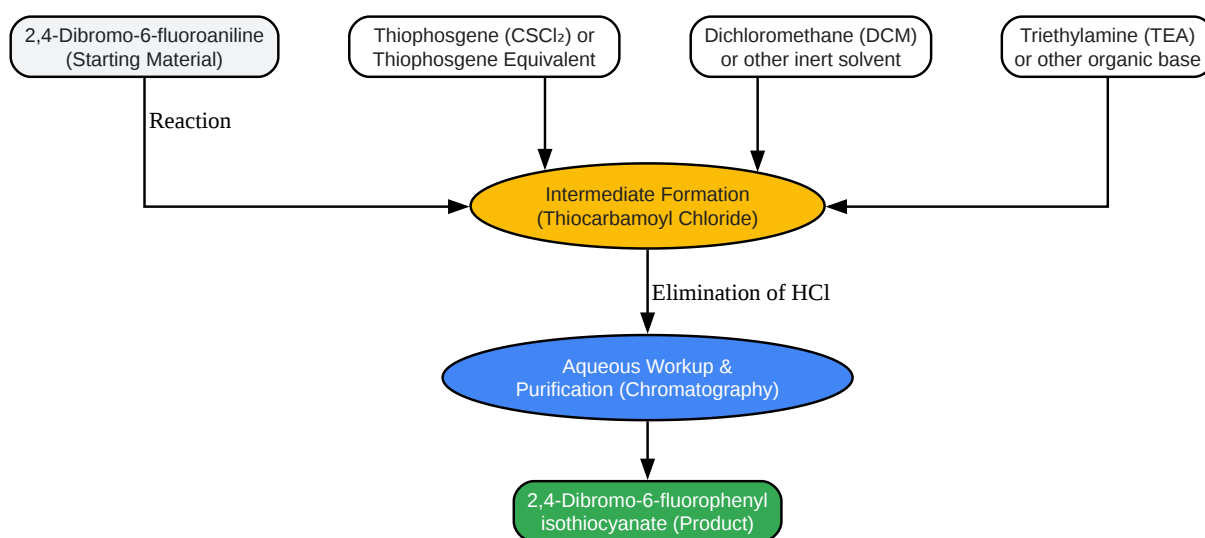 2,4-Dibromo-6-fluoroaniline
(Starting Material)
Thiophosgene (CSCl₂) or
Thiophosgene Equivalent
Dichloromethane (DCM)
or other inert solvent
Triethylamine (TEA)
or other organic base
Reaction
Intermediate Formation
(Thiocarbamoyl Chloride)
Elimination of HCl
Aqueous Workup &
Purification (Chromatography)
2,4-Dibromo-6-fluorophenyl
isothiocyanate (Product)